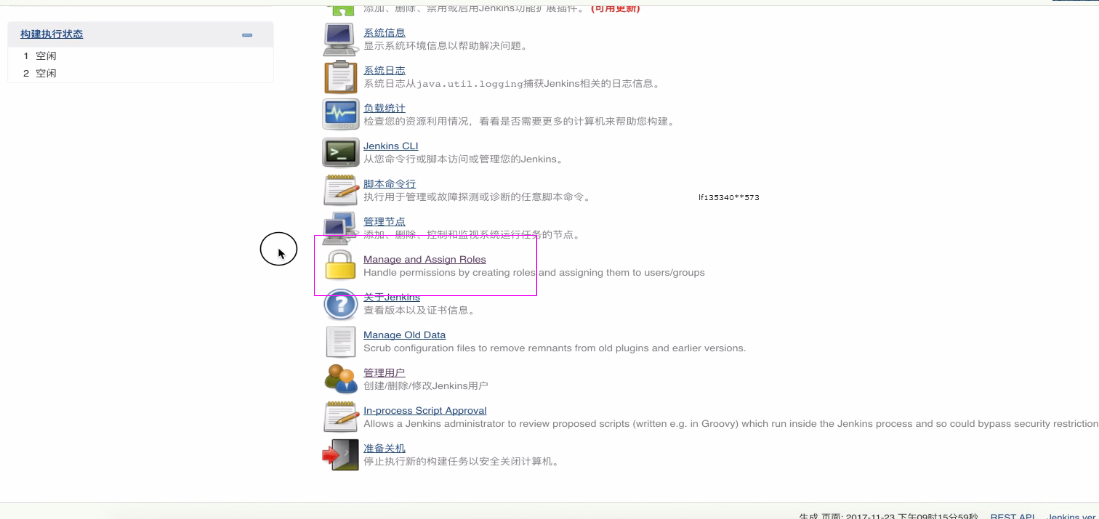 添加、删除、禁用或启用Jenkins功能扩展插件。 (可用更新)
构建执行状态
1 空闲
2 空闲
系统信息
显示系统环境信息以帮助解决问题。
系统日志
系统日志从java.util.logging捕获Jenkins相关的日志信息。
负载统计
检查您的资源利用情况，看看是否需要更多的计算机来帮助您构建。
Jenkins CLI
从您命令行或脚本访问或管理您的Jenkins。
脚本命令行
执行用于管理或故障探测或诊断的任意脚本命令。
lf135340**573
管理节点
添加、删除、控制和监视系统运行任务的节点。
Manage and Assign Roles
Handle permissions by creating roles and assigning them to users/groups
关于Jenkins
查看版本以及证书信息。
Manage Old Data
Scrub configuration files to remove remnants from old plugins and earlier versions.
管理用户
创建/删除/修改Jenkins用户
In-process Script Approval
Allows a Jenkins administrator to review proposed scripts (written e.g. in Groovy) which run inside the Jenkins process and so could bypass security restriction
准备关机
停止执行新的构建任务以安全关闭计算机。
生成 页面: 2017-11-23 下午09时15分59秒 REST API Jenkins ver